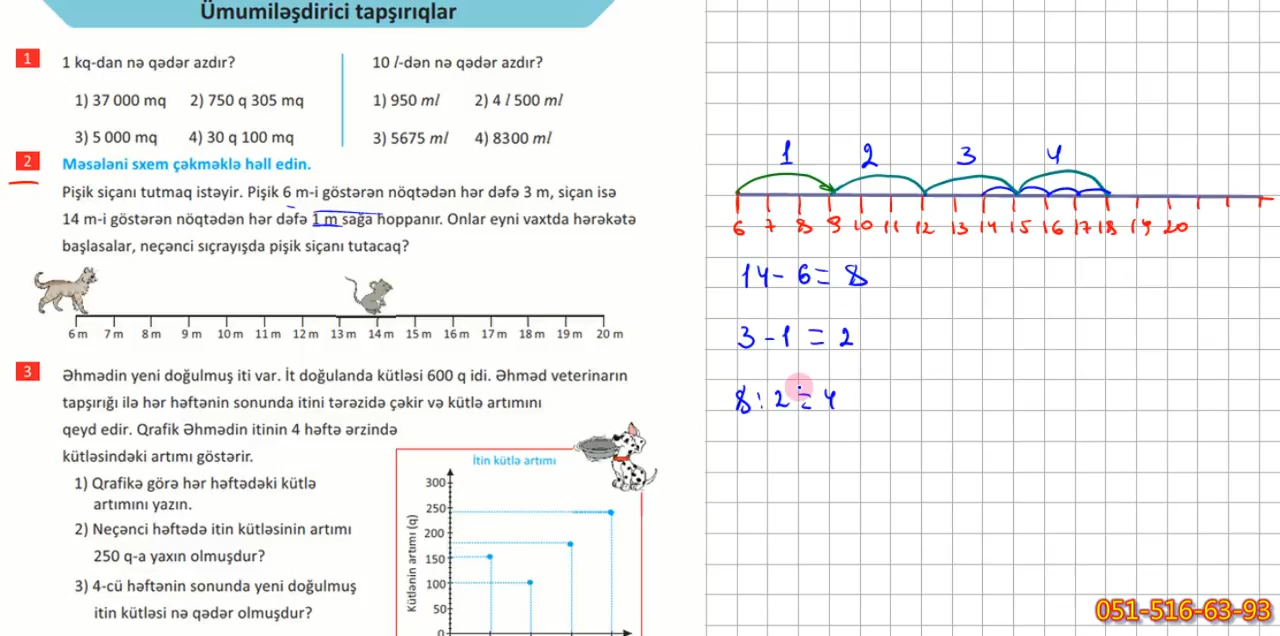 Ümumiləşdirici tapşırıqlar
1
1 kq-dan nə qədər azdır?
1) 37 000 mq 2) 750 q 305 mq
3) 5 000 mq 4) 30 q 100 mq
10 l-dən nə qədər azdır?
1) 950 ml 2) 4 l 500 ml
3) 5675 ml 4) 8300 ml
2
Məsələni sxem çəkməklə həll edin.
Pişik siçanı tutmaq istəyir. Pişik 6 m-i göstərən nöqtədən hər dəfə 3 m, siçan isə
14 m-i göstərən nöqtədən hər dəfə 1 m sağa hoppanır. Onlar eyni vaxtda hərəkətə
başlasalar, neçənci sıçrayışda pişik siçanı tutacaq?
6 m 7 m 8 m 9 m 10 m 11 m 12 m 13 m 14 m 15 m 16 m 17 m 18 m 19 m 20 m
3
Əhmədin yeni doğulmuş iti var. İt doğulanda kütləsi 600 q idi. Əhməd veterinarın
tapşırığı ilə hər həftənin sonunda itini tərəzidə çəkir və kütlə artımını
qeyd edir. Qrafik Əhmədin itinin 4 həftə ərzində
kütləsindəki artımı göstərir.
1) Qrafikə görə hər həftədəki kütlə
artımını yazın.
2) Neçənci həftədə itin kütləsinin artımı
250 q-a yaxın olmuşdur?
3) 4-cü həftənin sonunda yeni doğulmuş
itin kütləsi nə qədər olmuşdur?
İtin kütlə artımı
Kütlənin artımı (q)
300
250
200
150
100
50
0
1 2 3 4
6 7 8 9 10 11 12 13 14 15 16 17 18 19 20
14 - 6 = 8
3 - 1 = 2
8 : 2 = 4
051-516-63-93